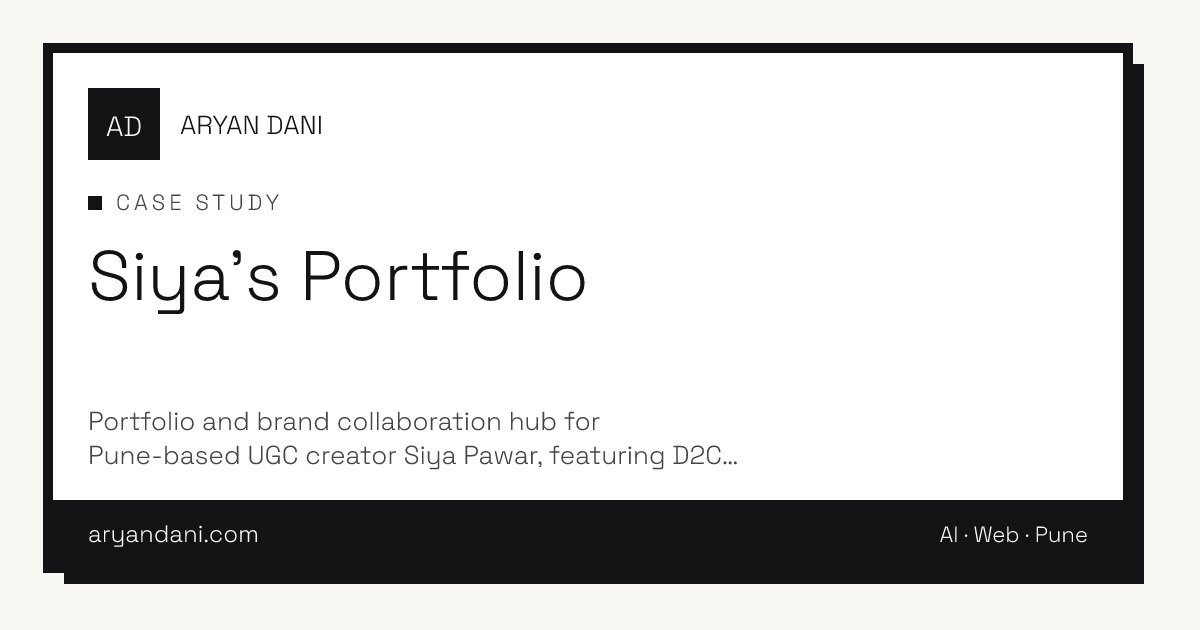 AD
ARYAN DANI
CASE STUDY
Siya’s Portfolio
Portfolio and brand collaboration hub for
Pune-based UGC creator Siya Pawar, featuring D2C…
aryandani.com
AI · Web · Pune